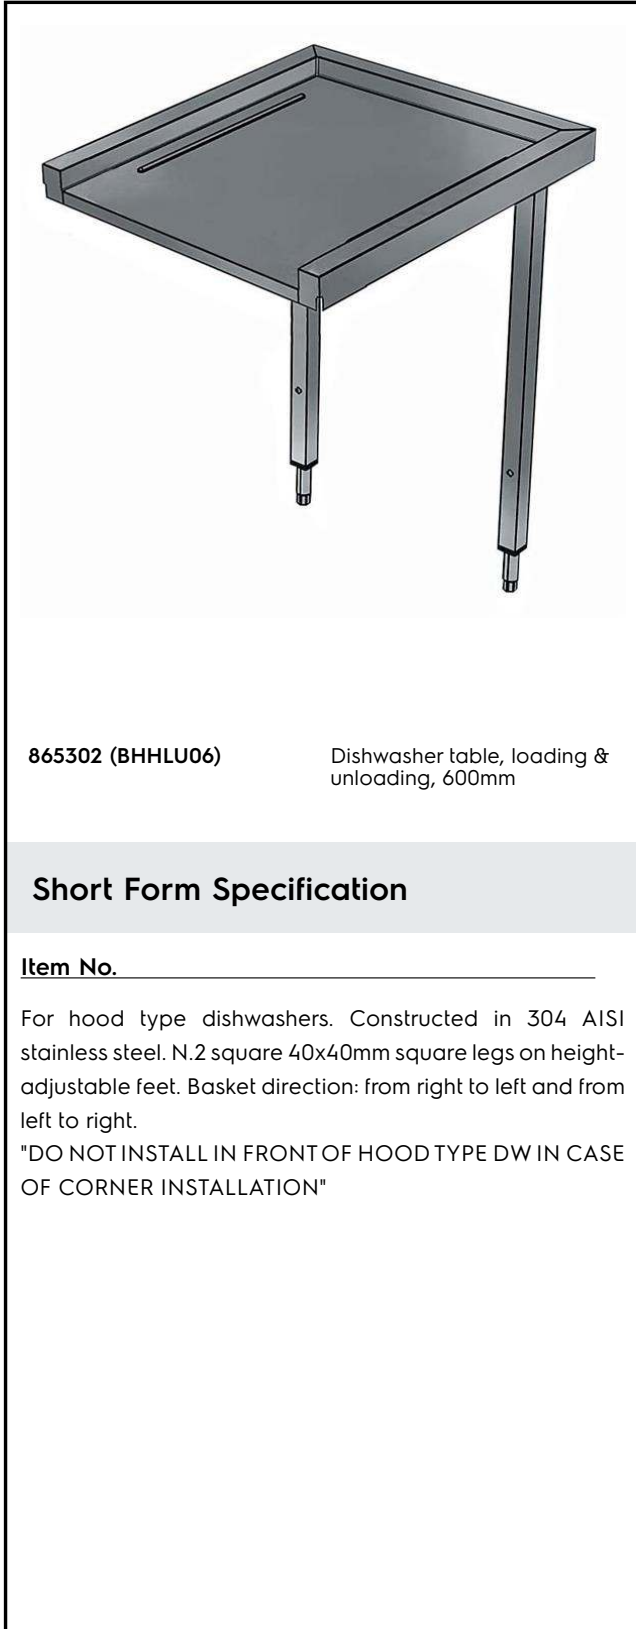 865302 (BHHLU06)
Dishwasher table, loading &
unloading, 600mm
Short Form Specification
Item No.
For hood type dishwashers. Constructed in 304 AISI
stainless steel. N.2 square 40x40mm square legs on height-
adjustable feet. Basket direction: from right to left and from
left to right.
"DO NOT INSTALL IN FRONT OF HOOD TYPE DW IN CASE
OF CORNER INSTALLATION"